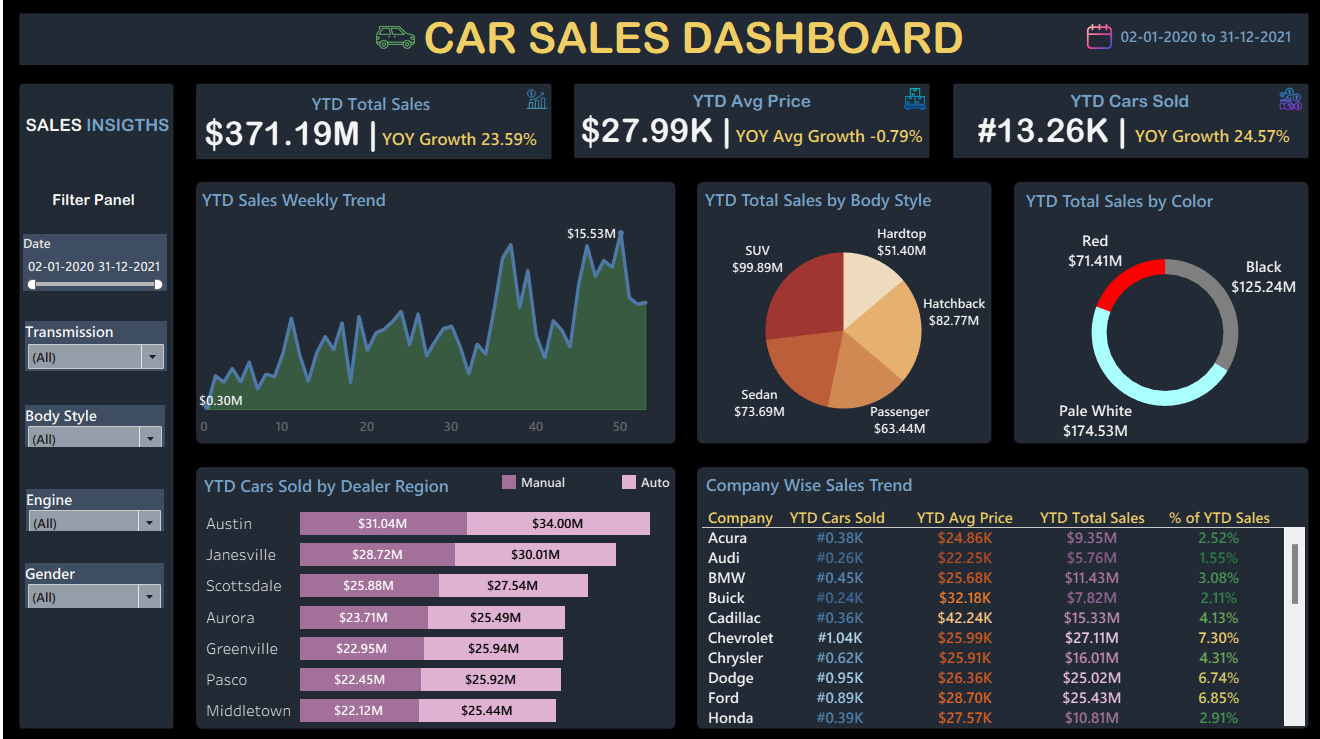 CAR SALES DASHBOARD
02-01-2020 to 31-12-2021
SALES INSIGTHS
Filter Panel
Date
02-01-2020 31-12-2021
Transmission
(All)
Body Style
(All)
Engine
(All)
Gender
(All)
YTD Total Sales
$371.19M | YOY Growth 23.59%
YTD Avg Price
$27.99K | YOY Avg Growth -0.79%
YTD Cars Sold
#13.26K | YOY Growth 24.57%
YTD Sales Weekly Trend
$15.53M
$0.30M
0 10 20 30 40 50
YTD Total Sales by Body Style
Hardtop
$51.40M
SUV
$99.89M
Hatchback
$82.77M
Sedan
$73.69M
Passenger
$63.44M
YTD Total Sales by Color
Red
$71.41M
Black
$125.24M
Pale White
$174.53M
YTD Cars Sold by Dealer Region
Manual Auto
Austin $31.04M $34.00M
Janesville $28.72M $30.01M
Scottsdale $25.88M $27.54M
Aurora $23.71M $25.49M
Greenville $22.95M $25.94M
Pasco $22.45M $25.92M
Middletown $22.12M $25.44M
Company Wise Sales Trend
Company YTD Cars Sold YTD Avg Price YTD Total Sales % of YTD Sales
Acura #0.38K $24.86K $9.35M 2.52%
Audi #0.26K $22.25K $5.76M 1.55%
BMW #0.45K $25.68K $11.43M 3.08%
Buick #0.24K $32.18K $7.82M 2.11%
Cadillac #0.36K $42.24K $15.33M 4.13%
Chevrolet #1.04K $25.99K $27.11M 7.30%
Chrysler #0.62K $25.91K $16.01M 4.31%
Dodge #0.95K $26.36K $25.02M 6.74%
Ford #0.89K $28.70K $25.43M 6.85%
Honda #0.39K $27.57K $10.81M 2.91%